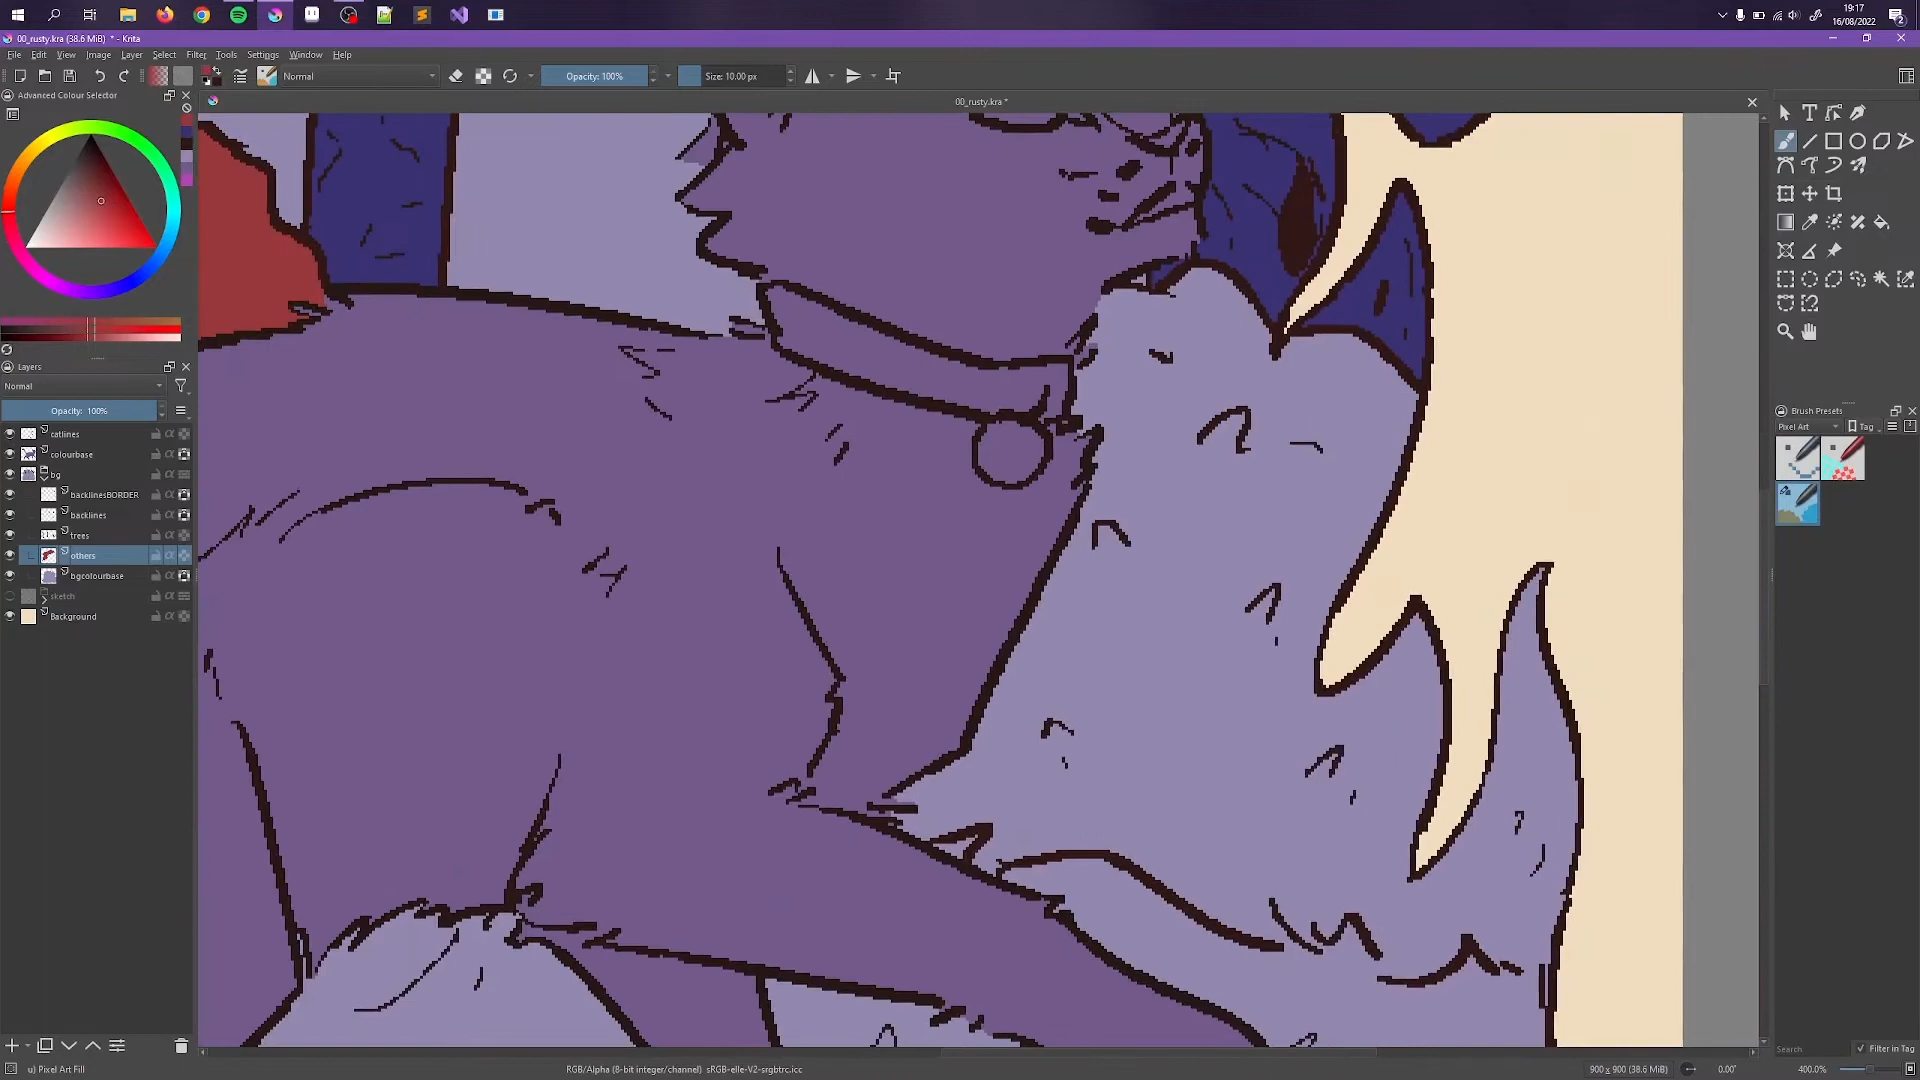 19:17
16/08/2022
00_rusty.kra (38.6 MiB) * - Krita
File Edit View Image Layer Select Filter Tools Settings Window Help
Normal Opacity: 100% Size: 10.00 px
Advanced Colour Selector
00_rusty.kra *
Layers
Normal
Opacity: 100%
catlines
colourbase
bg
backlinesBORDER
backlines
trees
others
bgcolourbase
sketch
Background
Brush Presets
Pixel Art Tag
Search Filter in Tag
u) Pixel Art Fill RGB/Alpha (8-bit integer/channel) sRGB-elle-V2-srgbtrc.icc 900 x 900 (38.6 MiB) 0.00° 400.0%